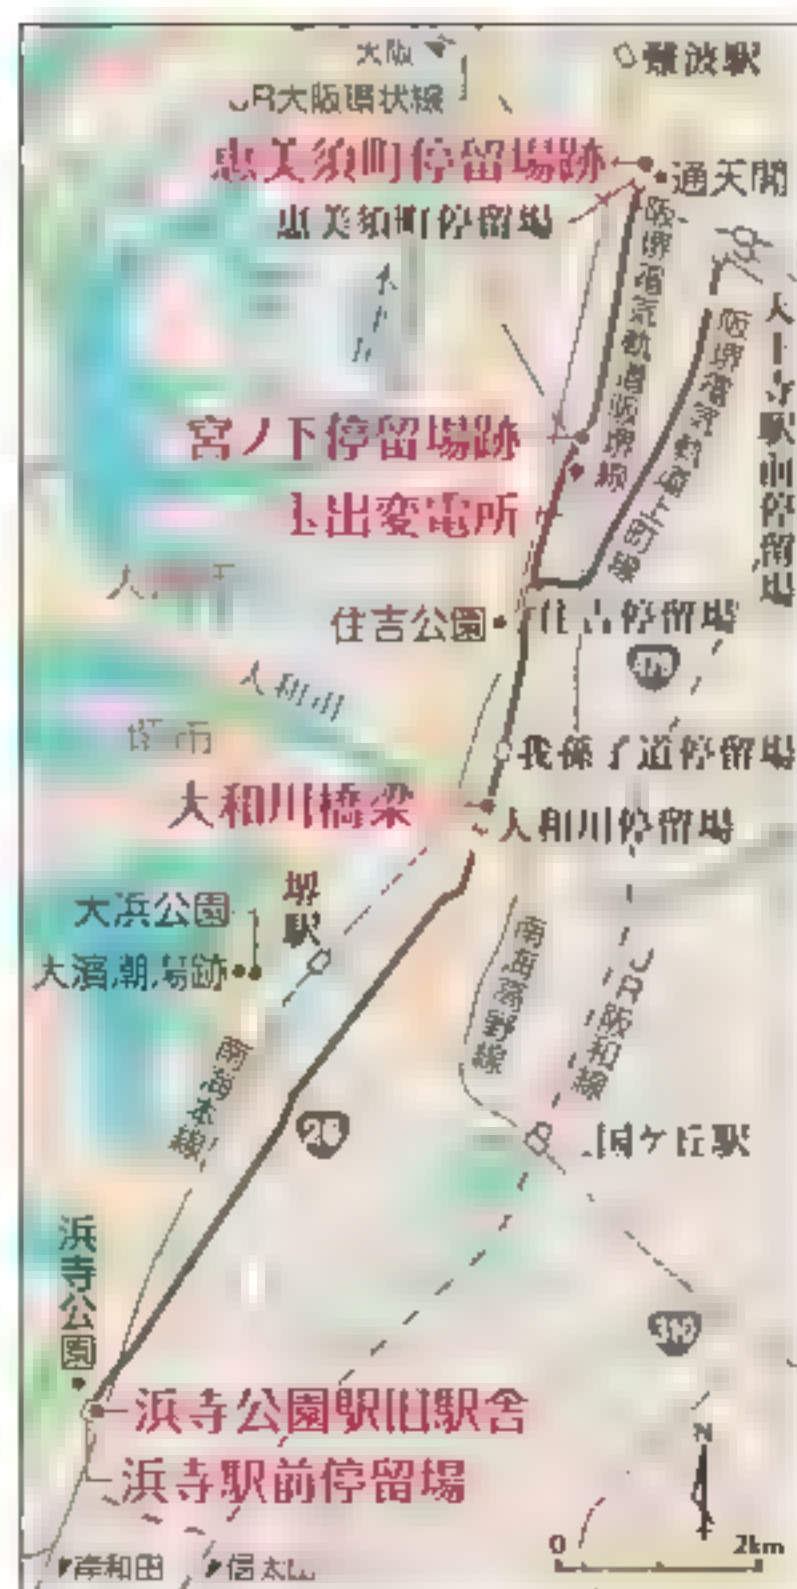 大阪
難波駅
JR大阪環状線
恵美須町停留場跡
通天閣
恵美須町停留場
阪堺電気軌道阪堺線
阪堺電気軌道上町線
天王寺駅前停留場
宮ノ下停留場跡
玉出変電所
住吉公園
住吉停留場
479
大和川
堺市
我孫子道停留場
大和川橋梁
大和川停留場
堺駅
大浜公園
大濱潮湯跡
南海高野線
JR阪和線
南海本線
三国ケ丘駅
浜寺公園
310
浜寺公園駅旧駅舎
浜寺駅前停留場
N
0 2km
岸和田
信太山